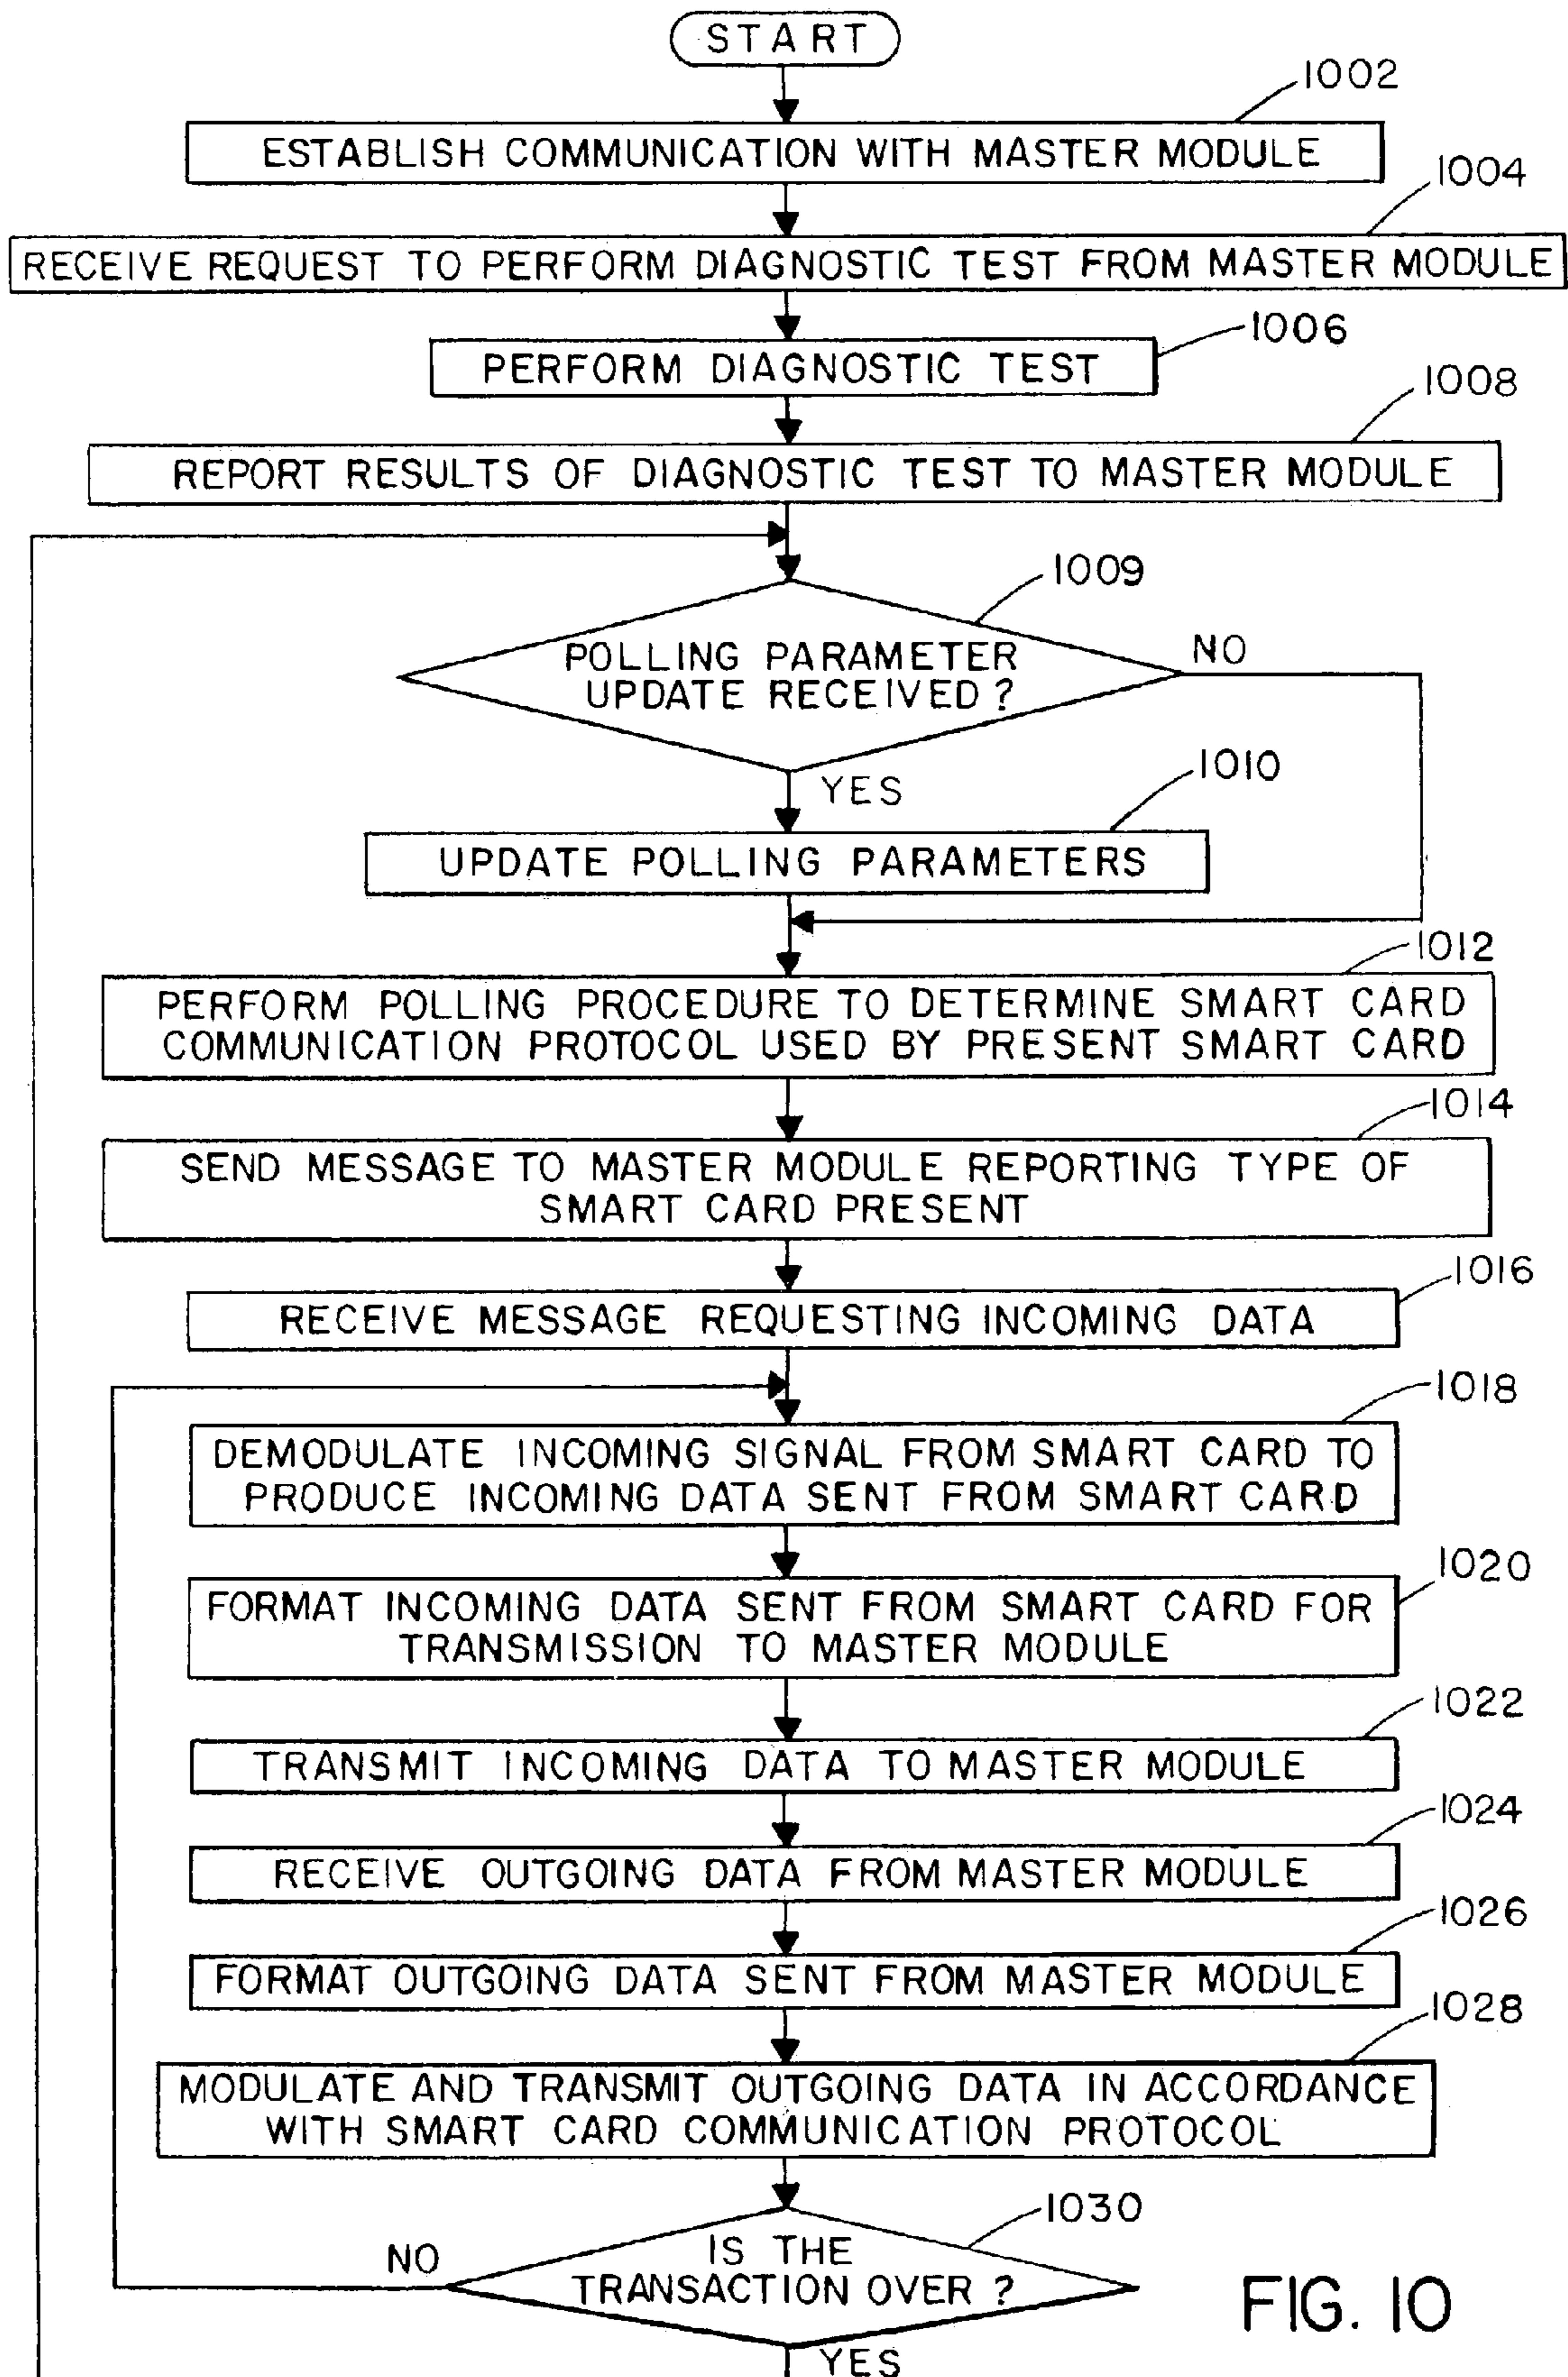 START
1002
ESTABLISH COMMUNICATION WITH MASTER MODULE
1004
RECEIVE REQUEST TO PERFORM DIAGNOSTIC TEST FROM MASTER MODULE
1006
PERFORM DIAGNOSTIC TEST
1008
REPORT RESULTS OF DIAGNOSTIC TEST TO MASTER MODULE
1009
POLLING PARAMETER
UPDATE RECEIVED ?
NO
YES
1010
UPDATE POLLING PARAMETERS
1012
PERFORM POLLING PROCEDURE TO DETERMINE SMART CARD
COMMUNICATION PROTOCOL USED BY PRESENT SMART CARD
1014
SEND MESSAGE TO MASTER MODULE REPORTING TYPE OF
SMART CARD PRESENT
1016
RECEIVE MESSAGE REQUESTING INCOMING DATA
1018
DEMODULATE INCOMING SIGNAL FROM SMART CARD TO
PRODUCE INCOMING DATA SENT FROM SMART CARD
1020
FORMAT INCOMING DATA SENT FROM SMART CARD FOR
TRANSMISSION TO MASTER MODULE
1022
TRANSMIT INCOMING DATA TO MASTER MODULE
1024
RECEIVE OUTGOING DATA FROM MASTER MODULE
1026
FORMAT OUTGOING DATA SENT FROM MASTER MODULE
1028
MODULATE AND TRANSMIT OUTGOING DATA IN ACCORDANCE
WITH SMART CARD COMMUNICATION PROTOCOL
1030
IS THE
TRANSACTION OVER ?
NO
YES
FIG. 10